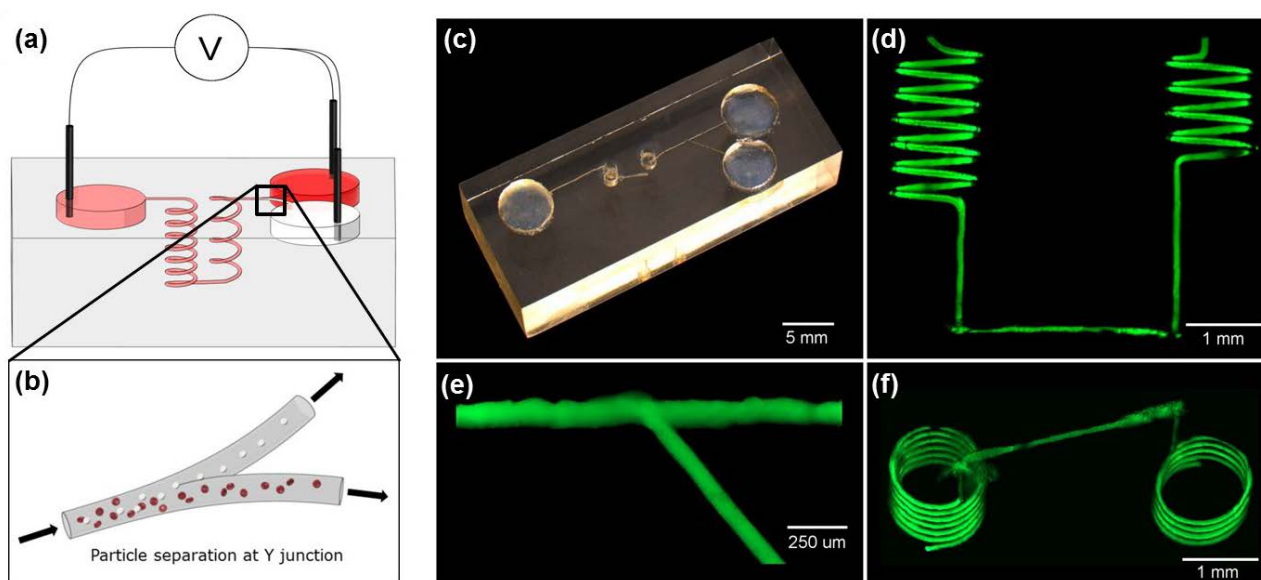 (a)
V
(b)
Particle separation at Y junction
(c)
5 mm
(d)
1 mm
(e)
250 um
(f)
1 mm